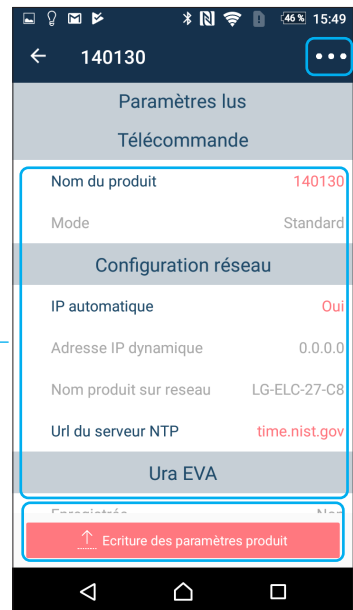 46% 15:49
140130
Paramètres lus
Télécommande
Nom du produit 140130
Mode Standard
Configuration réseau
IP automatique Oui
Adresse IP dynamique 0.0.0.0
Nom produit sur reseau LG-ELC-27-C8
Url du serveur NTP time.nist.gov
Ura EVA
Enregistrés Non
Ecriture des paramètres produit